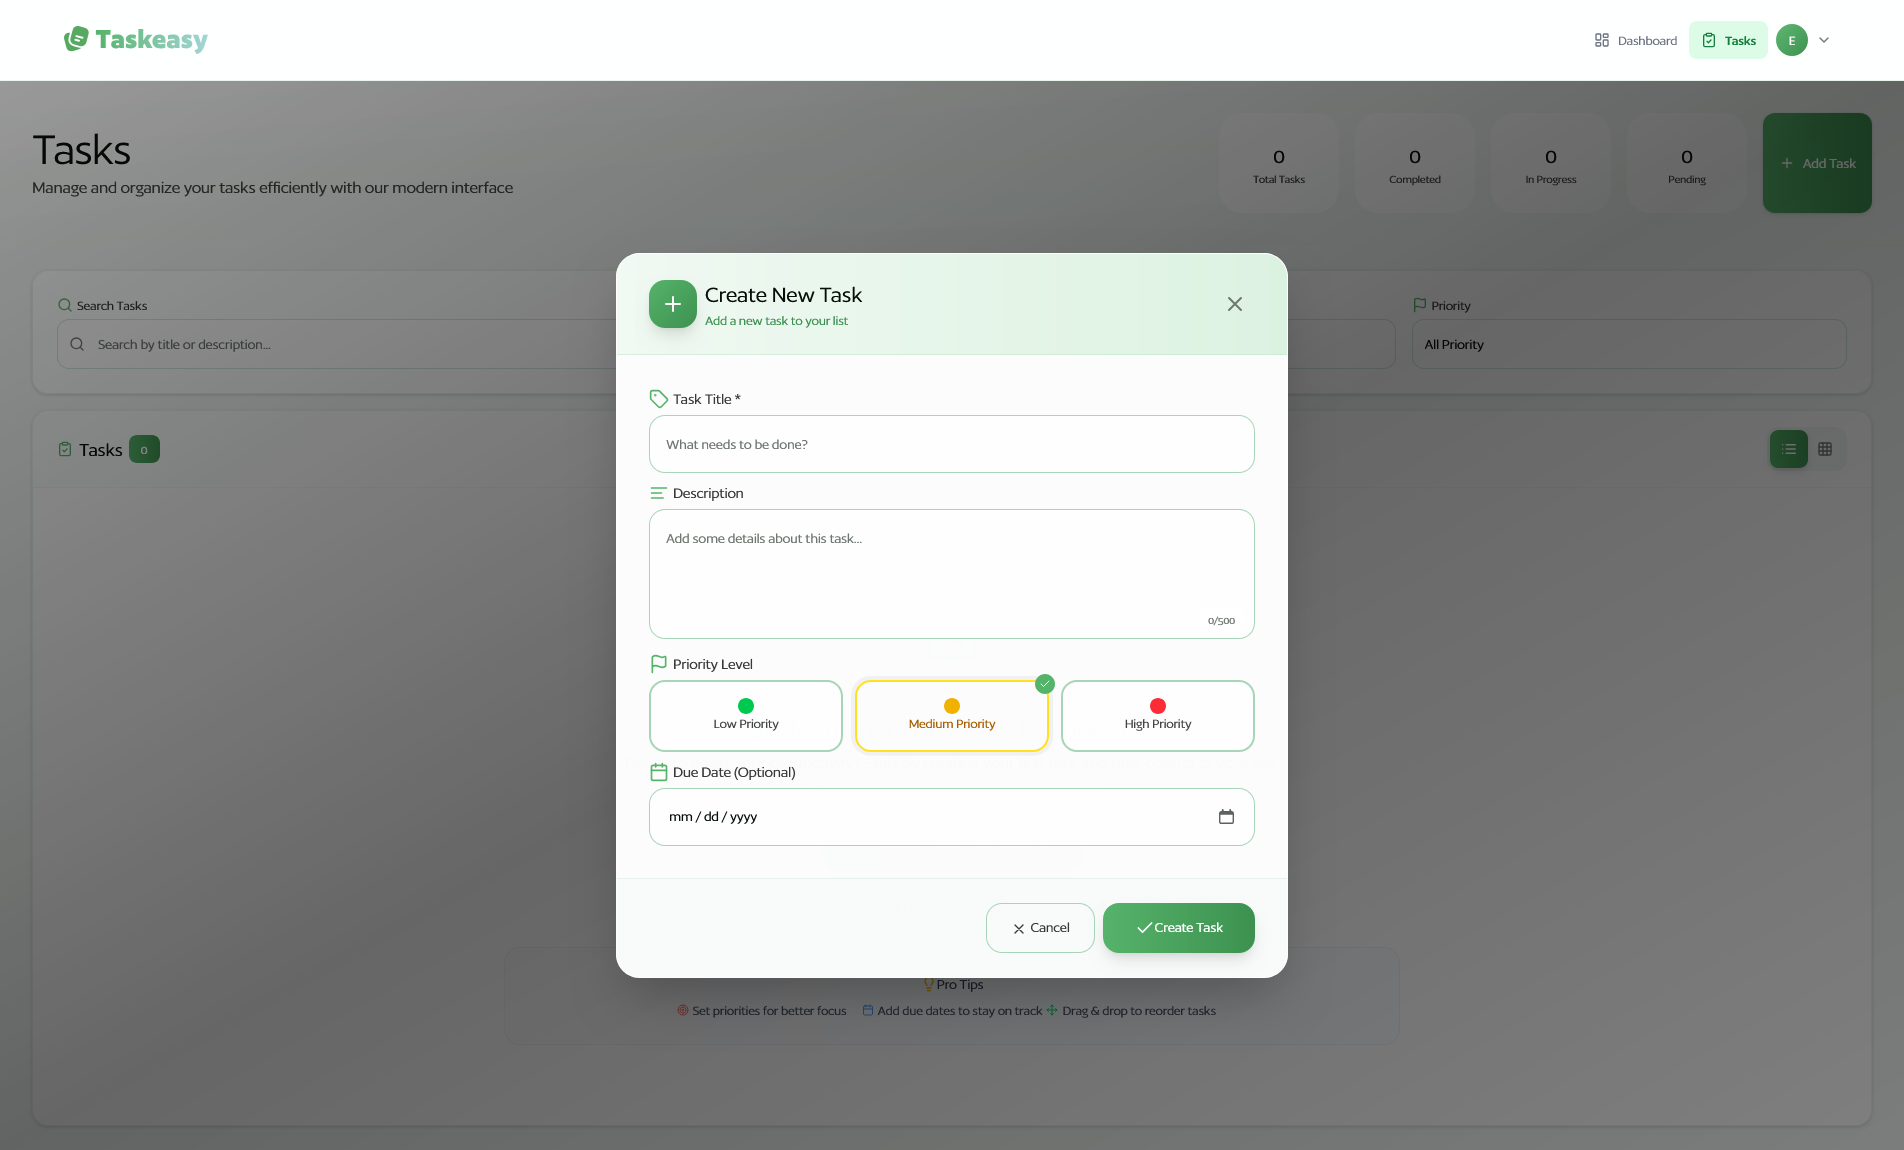 Taskeasy
Dashboard
Tasks
E
Tasks
Manage and organize your tasks efficiently with our modern interface
0
Total Tasks
0
Completed
0
In Progress
0
Pending
Add Task
Search Tasks
Search by title or description...
Priority
All Priority
Tasks
0
Create New Task
Add a new task to your list
Task Title *
What needs to be done?
Description
Add some details about this task...
0/500
Priority Level
Low Priority
Medium Priority
High Priority
Due Date (Optional)
mm / dd / yyyy
Cancel
Create Task
Pro Tips
Set priorities for better focus
Add due dates to stay on track
Drag & drop to reorder tasks